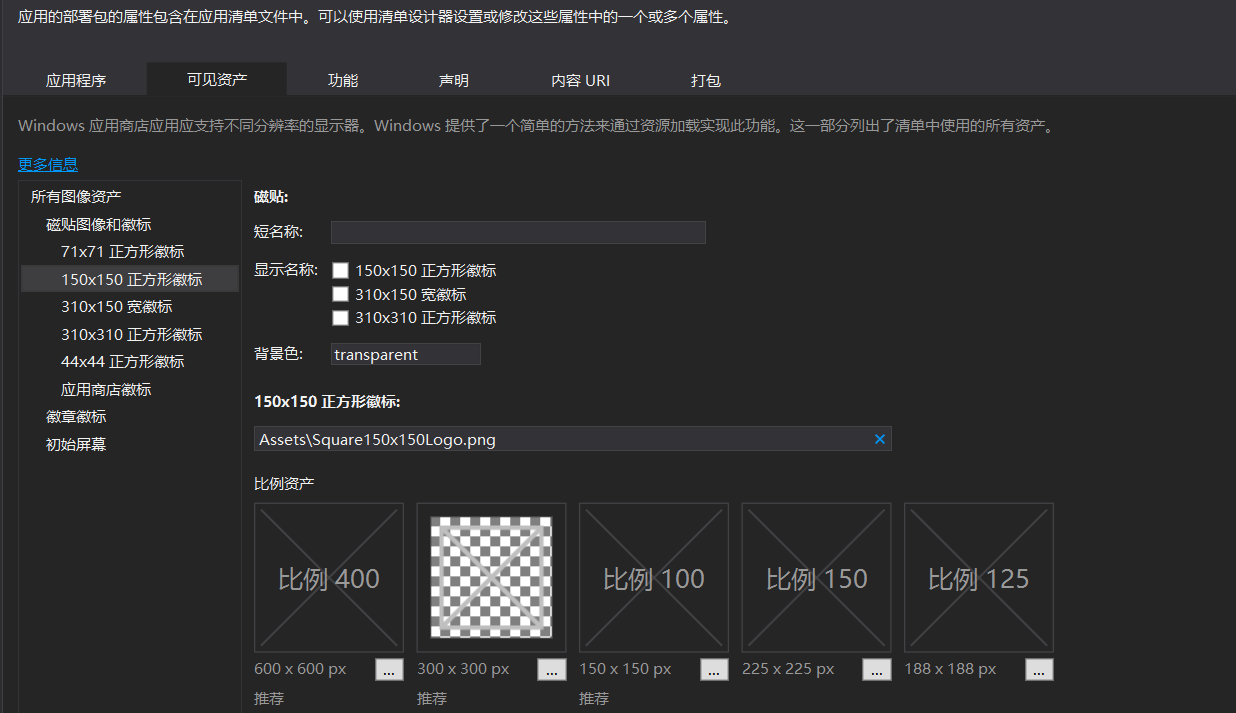 应用的部署包的属性包含在应用清单文件中。可以使用清单设计器设置或修改这些属性中的一个或多个属性。
应用程序 可见资产 功能 声明 内容 URI 打包
Windows 应用商店应用应支持不同分辨率的显示器。Windows 提供了一个简单的方法来通过资源加载实现此功能。这一部分列出了清单中使用的所有资产。
更多信息
所有图像资产
磁贴图像和徽标
71x71 正方形徽标
150x150 正方形徽标
310x150 宽徽标
310x310 正方形徽标
44x44 正方形徽标
应用商店徽标
徽章徽标
初始屏幕
磁贴:
短名称:
显示名称:
150x150 正方形徽标
310x150 宽徽标
310x310 正方形徽标
背景色: transparent
150x150 正方形徽标:
Assets\Square150x150Logo.png
比例资产
比例 400 比例 100 比例 150 比例 125
600 x 600 px ... 300 x 300 px ... 150 x 150 px ... 225 x 225 px ... 188 x 188 px ...
推荐 推荐 推荐